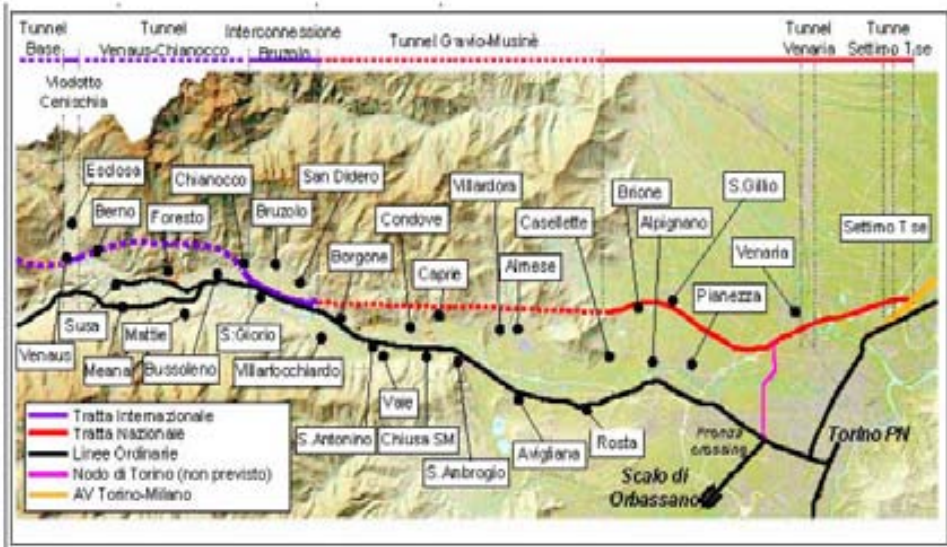 Tunnel
Base
Tunnel
Venaus-Chianocco
Interconnessione
Bruzolo
Tunnel Gravio-Musinè
Tunnel
Venaria
Tunne
Settimo T.se
Viadotto
Cenischia
Esclosa
Berno
Foresto
Chianocco
Bruzolo
San Didero
Borgone
Condove
Caprie
Villardora
Almese
Casellette
Brione
Alpignano
S.Gillio
Pianezza
Venaria
Settimo T.se
Venaus
Susa
Meana
Mattie
Bussoleno
S.Giorio
Villarfocchiardo
S.Antonino
Vaie
Chiusa SM
S.Ambrogio
Avigliana
Rosta
crossing
Scalo di
Orbassano
Torino PN
Tratta Internazionale
Tratta Nazionale
Linee Ordinarie
Nodo di Torino (non previsto)
AV Torino-Milano